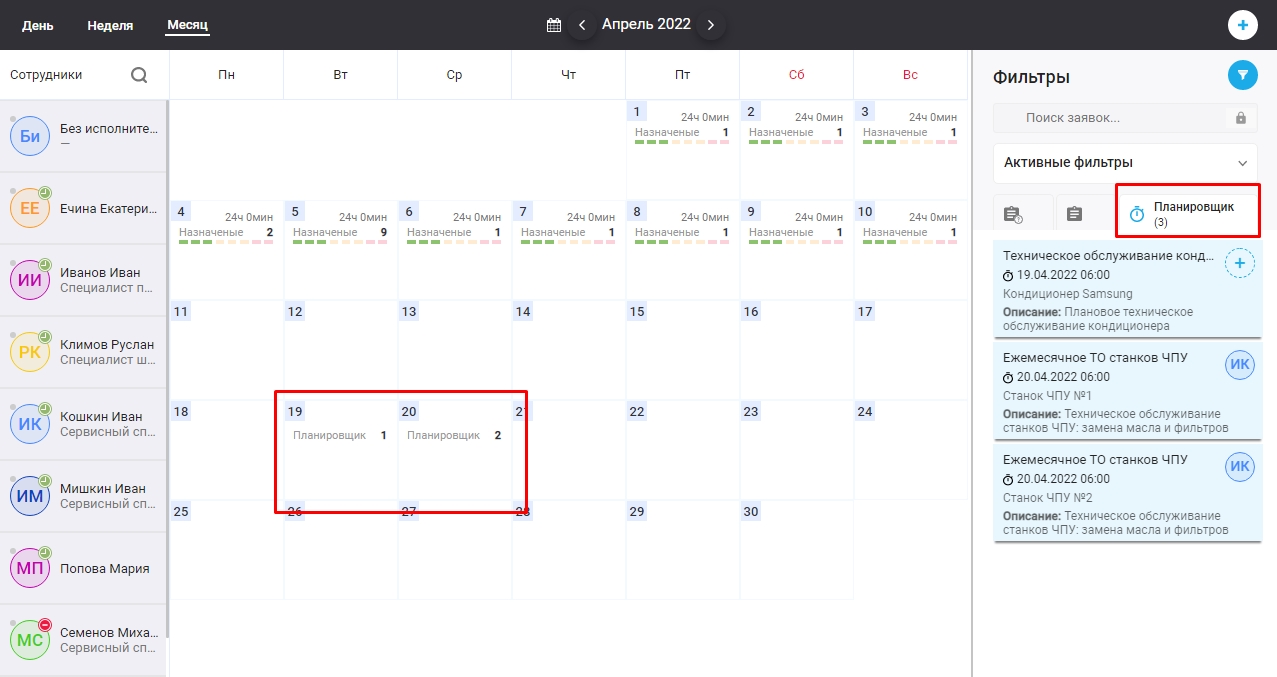 День Неделя Месяц Апрель 2022
Сотрудники Пн Вт Ср Чт Пт Сб Вс
Би Без исполните...
—
ЕЕ Ечина Екатери...
ИИ Иванов Иван
Специалист п...
РК Климов Руслан
Специалист ш...
ИК Кошкин Иван
Сервисный сп...
ИМ Мишкин Иван
Сервисный сп...
МП Попова Мария
МС Семенов Миха...
Сервисный сп...
1 2 3
24ч 0мин 24ч 0мин 24ч 0мин
Назначеные 1 Назначеные 1 Назначеные 1
4 5 6 7 8 9 10
24ч 0мин 24ч 0мин 24ч 0мин 24ч 0мин 24ч 0мин 24ч 0мин 24ч 0мин
Назначеные 2 Назначеные 9 Назначеные 1 Назначеные 1 Назначеные 1 Назначеные 1 Назначеные 1
11 12 13 14 15 16 17
18 19 20 21 22 23 24
Планировщик 1 Планировщик 2
25 26 27 28 29 30
Фильтры
Поиск заявок...
Активные фильтры
Планировщик
(3)
Техническое обслуживание конд...
19.04.2022 06:00
Кондиционер Samsung
Описание: Плановое техническое
обслуживание кондиционера
Ежемесячное ТО станков ЧПУ ИК
20.04.2022 06:00
Станок ЧПУ №1
Описание: Техническое обслуживание
станков ЧПУ: замена масла и фильтров
Ежемесячное ТО станков ЧПУ ИК
20.04.2022 06:00
Станок ЧПУ №2
Описание: Техническое обслуживание
станков ЧПУ: замена масла и фильтров